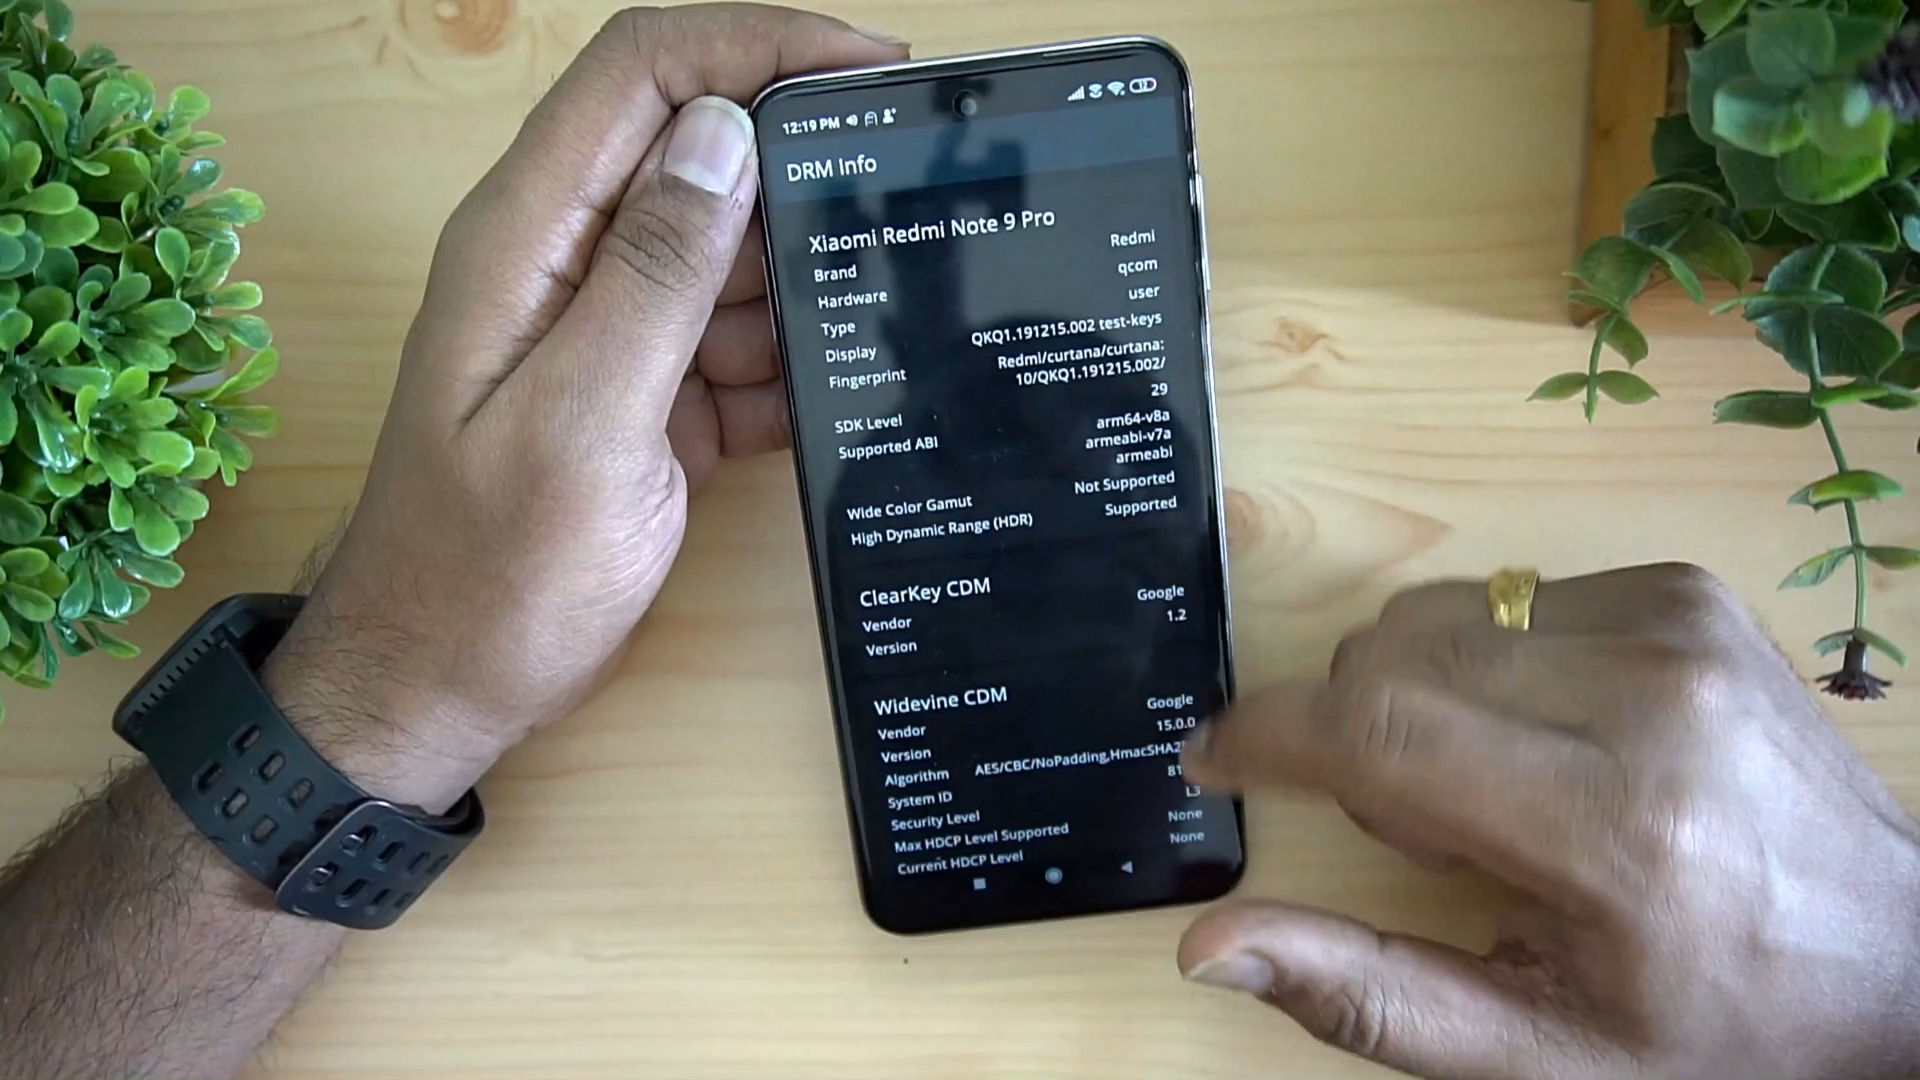 12:19 PM
12
DRM Info
Xiaomi Redmi Note 9 Pro
Brand Redmi
Hardware qcom
Type user
Display QKQ1.191215.002 test-keys
Fingerprint Redmi/curtana/curtana:
10/QKQ1.191215.002/
SDK Level 29
Supported ABI arm64-v8a
armeabi-v7a
armeabi
Wide Color Gamut Not Supported
High Dynamic Range (HDR) Supported
ClearKey CDM
Vendor Google
Version 1.2
Widevine CDM
Vendor Google
Version 15.0.0
Algorithm AES/CBC/NoPadding,HmacSHA2
System ID
Security Level L3
Max HDCP Level Supported None
Current HDCP Level None